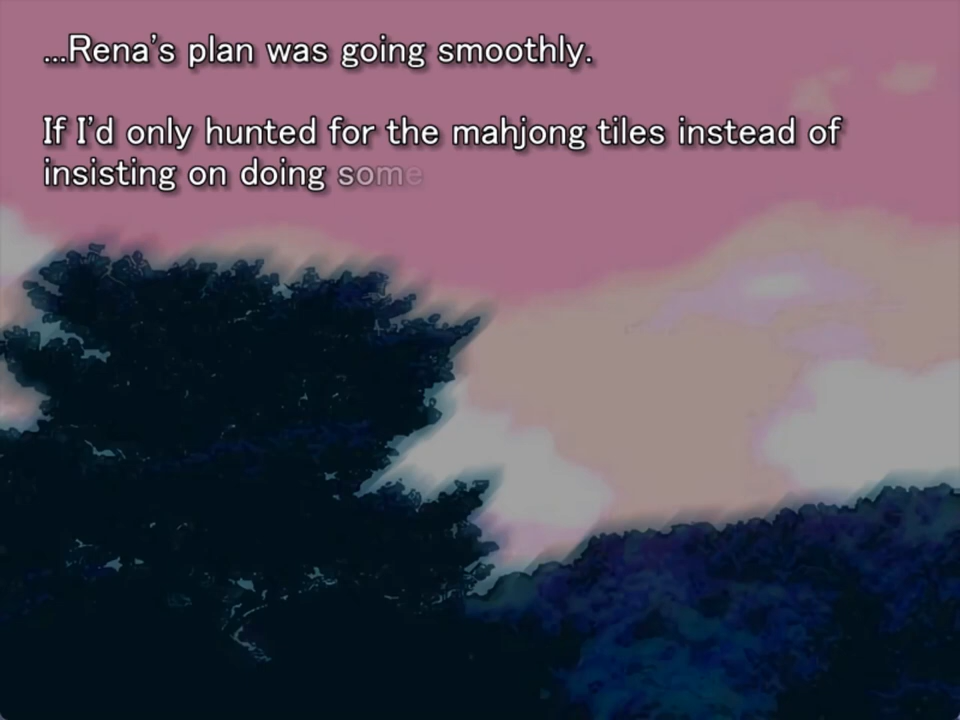 ...Rena's plan was going smoothly.
If I'd only hunted for the mahjong tiles instead of
insisting on doing some